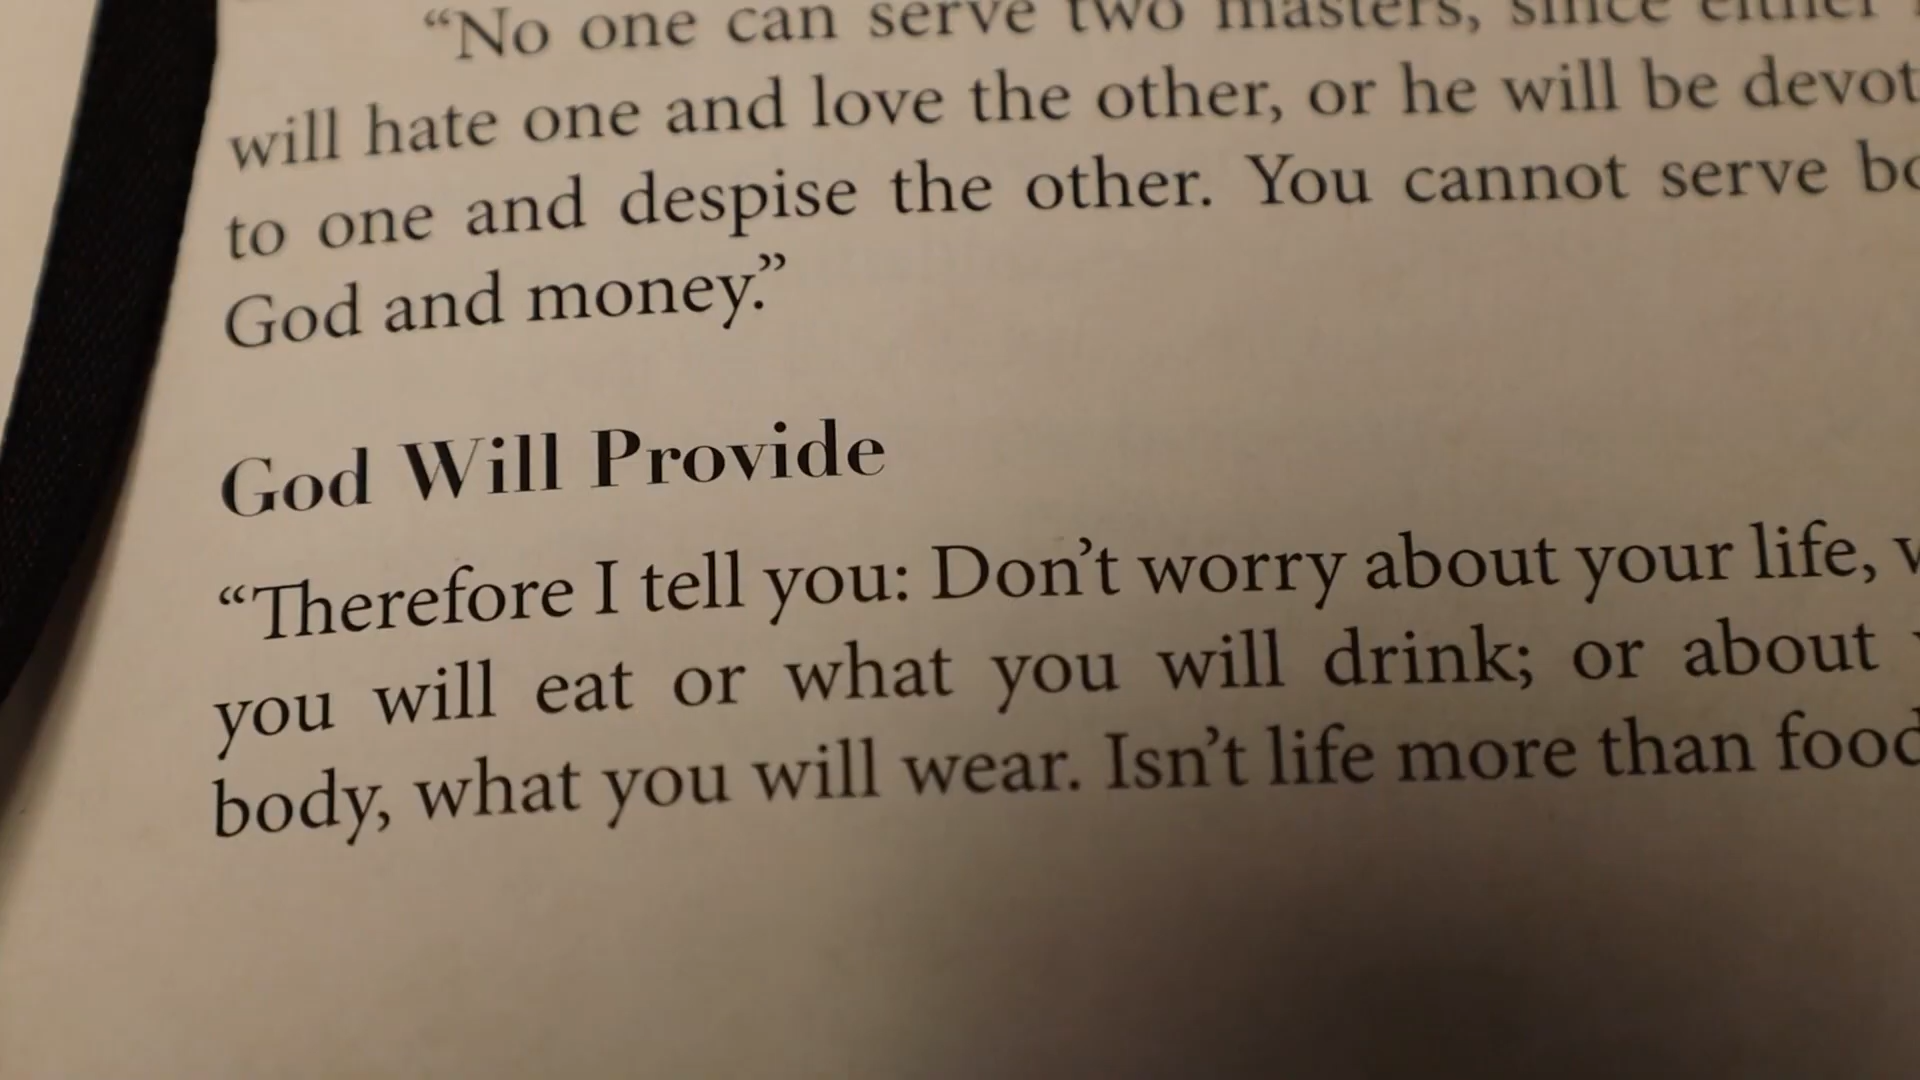 “No one can serve two masters, since either
will hate one and love the other, or he will be devot
to one and despise the other. You cannot serve bo
God and money.”
God Will Provide
“Therefore I tell you: Don’t worry about your life,
you will eat or what you will drink; or about
body, what you will wear. Isn’t life more than food